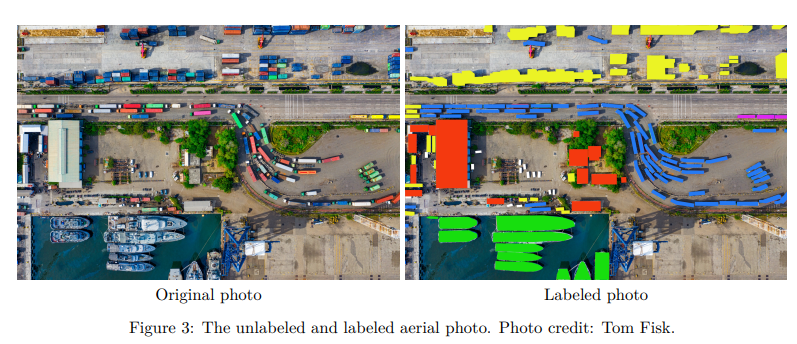 Original photo
Labeled photo
Figure 3: The unlabeled and labeled aerial photo. Photo credit: Tom Fisk.